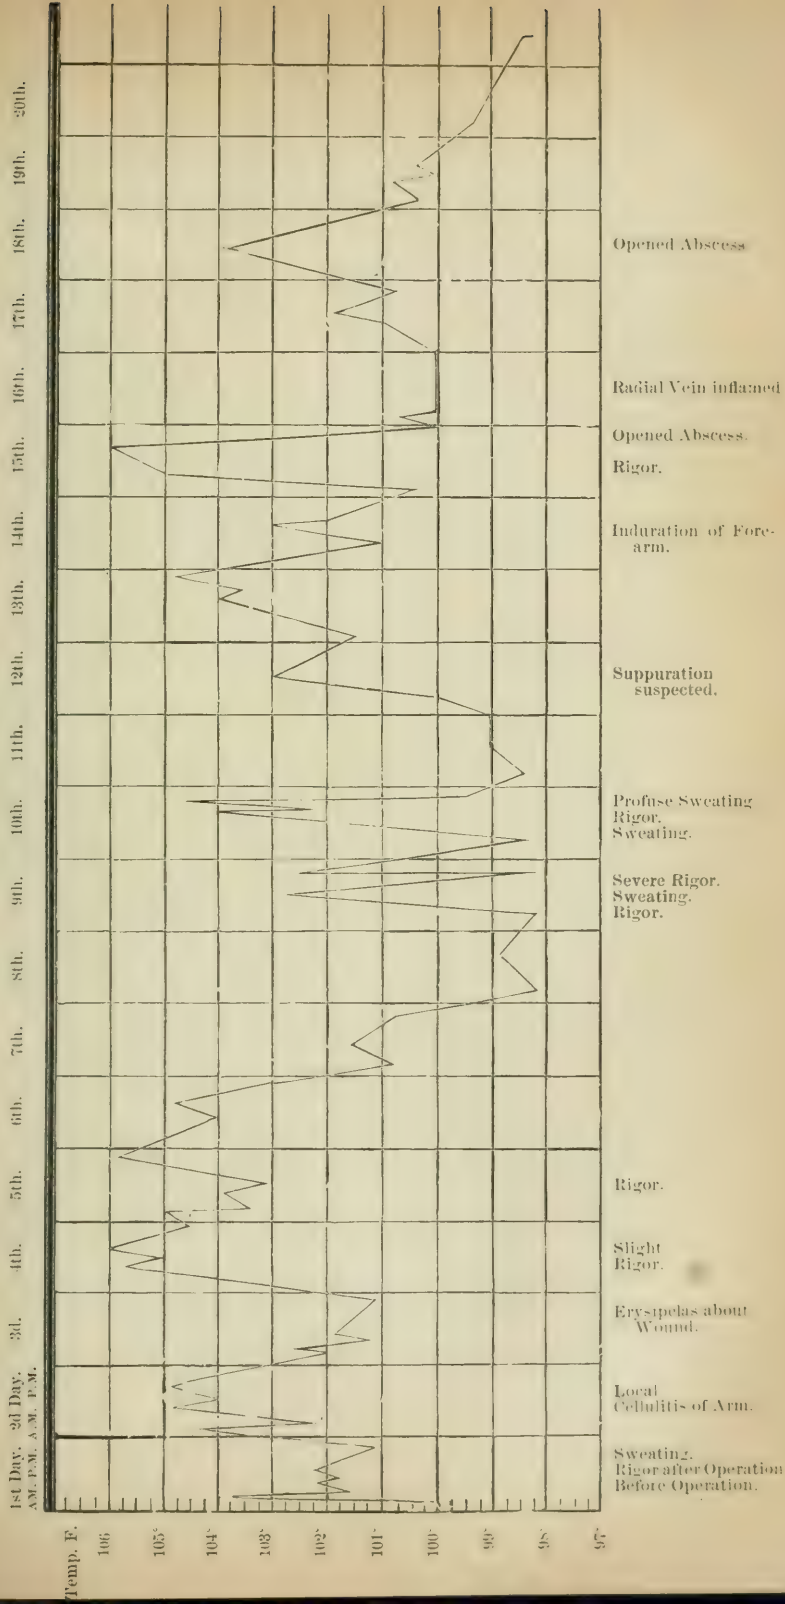 20th.
19th.
18th.
17th.
16th.
15th.
14th.
13th.
12th.
11th.
10th.
9th.
8th.
7th.
6th.
5th.
4th.
3d.
1st Day. 2d Day.
AM. P.M. A.M. P.M.
Opened Abscess
Radial Vein inflamed
Opened Abscess.
Rigor.
Induration of Fore-
arm.
Suppuration
suspected.
Profuse Sweating
Rigor.
Sweating.
Severe Rigor.
Sweating.
Rigor.
Rigor.
Slight
Rigor.
Erysipelas about
Wound.
Local
Cellulitis of Arm.
Sweating.
Rigor after Operation
Before Operation.
Temp. F.
106
105°
104°
103°
102°
101°
100°
99°
98°
97°